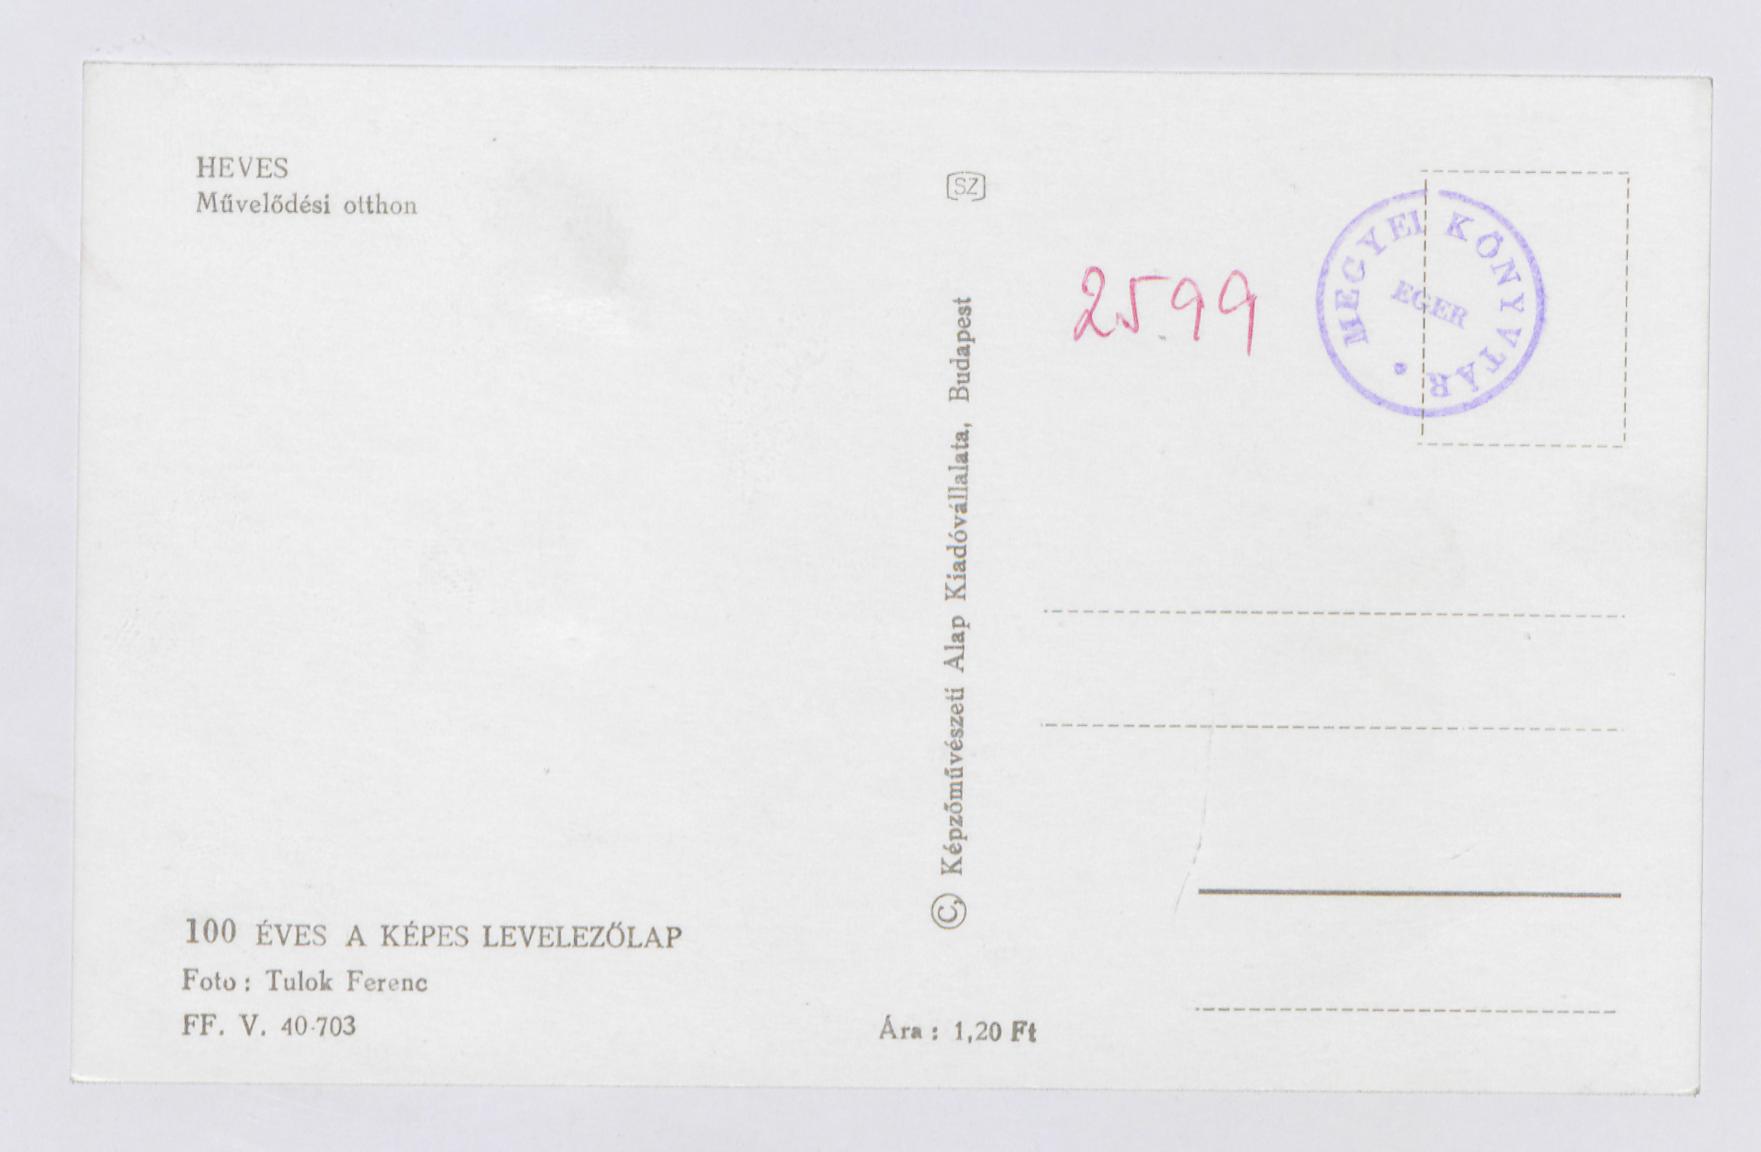 HEVES
Művelődési otthon
SZ
2599
MEGYEI KÖNYVTÁR
EGER
© Képzőművészeti Alap Kiadóvállalata, Budapest
100 ÉVES A KÉPES LEVELEZŐLAP
Foto: Tulok Ferenc
FF. V. 40-703
Ára: 1,20 Ft